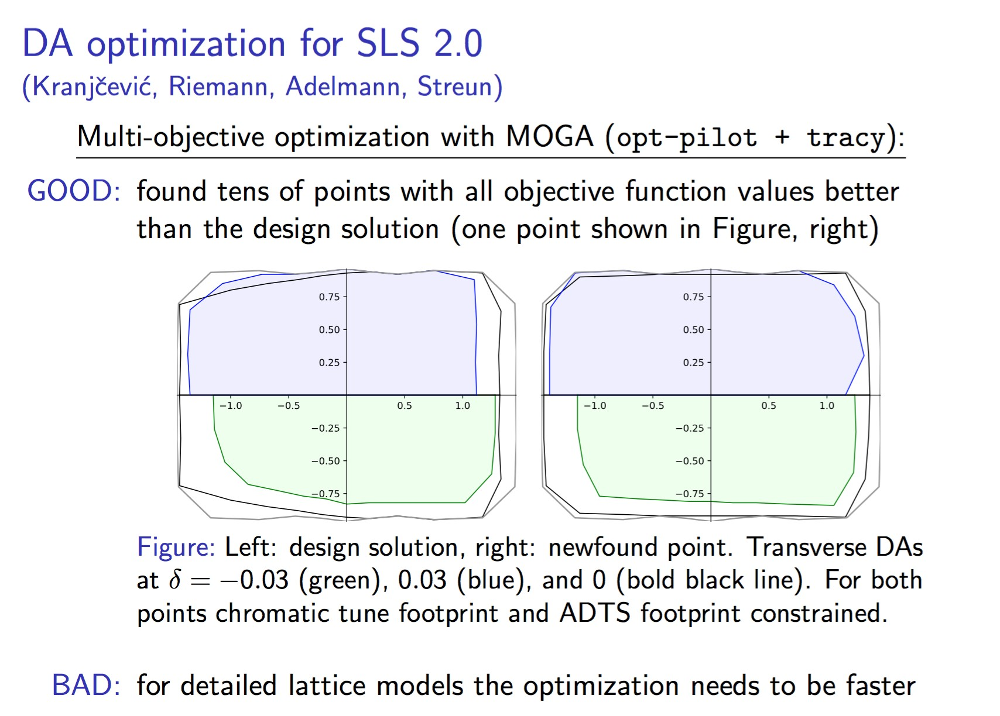 DA optimization for SLS 2.0
(Kranjčević, Riemann, Adelmann, Streun)
Multi-objective optimization with MOGA (opt-pilot + tracy):
GOOD: found tens of points with all objective function values better
than the design solution (one point shown in Figure, right)
0.75
0.50
0.25
−1.0 −0.5 0.5 1.0
−0.25
−0.50
−0.75
0.75
0.50
0.25
−1.0 −0.5 0.5 1.0
−0.25
−0.50
−0.75
Figure: Left: design solution, right: newfound point. Transverse DAs
at δ = −0.03 (green), 0.03 (blue), and 0 (bold black line). For both
points chromatic tune footprint and ADTS footprint constrained.
BAD: for detailed lattice models the optimization needs to be faster